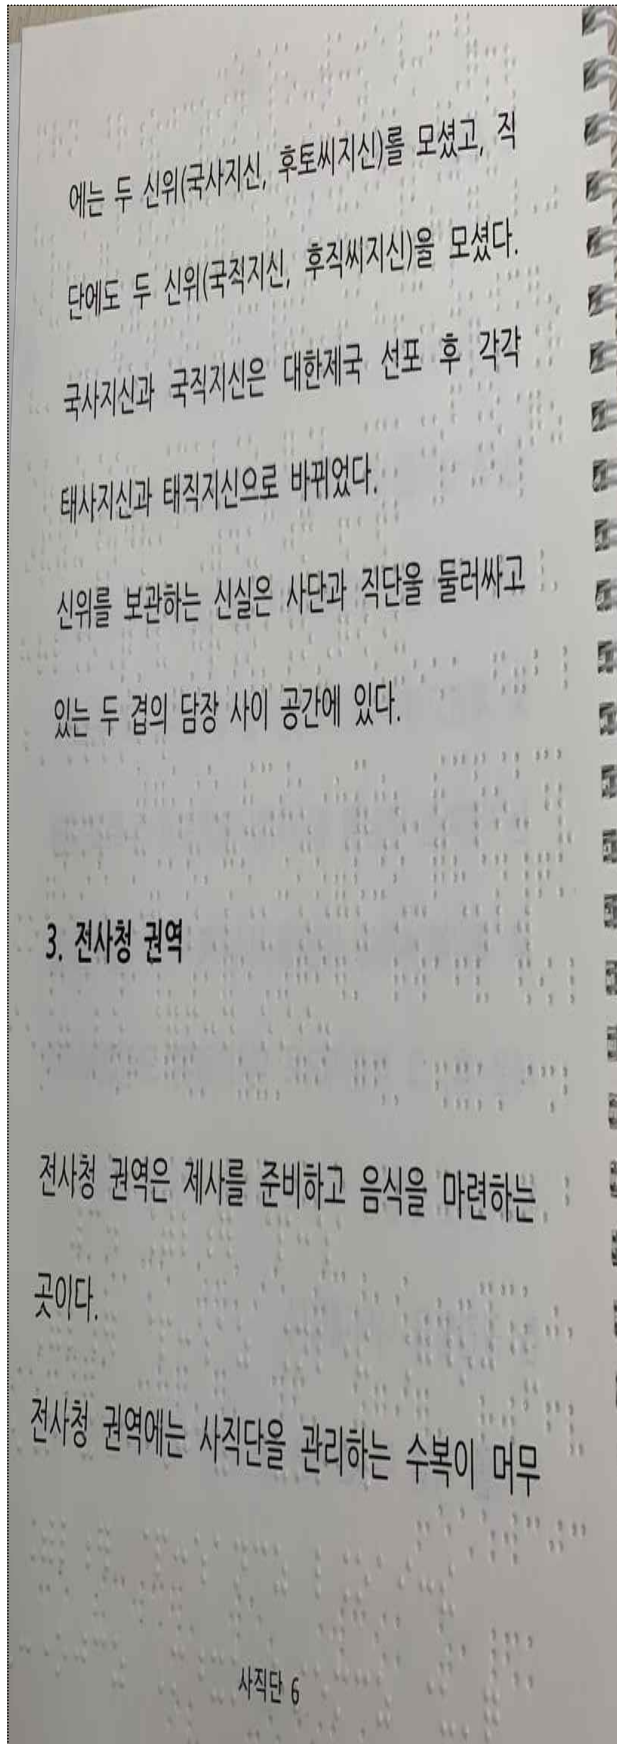 에는 두 신위(국사지신, 후토씨지신)를 모셨고, 직
단에도 두 신위(국직지신, 후직씨지신)을 모셨다.
국사지신과 국직지신은 대한제국 선포 후 각각
태사지신과 태직지신으로 바뀌었다.
신위를 보관하는 신실은 사단과 직단을 둘러싸고
있는 두 겹의 담장 사이 공간에 있다.
3. 전사청 권역
전사청 권역은 제사를 준비하고 음식을 마련하는
곳이다.
전사청 권역에는 사직단을 관리하는 수복이 머무
사직단 6